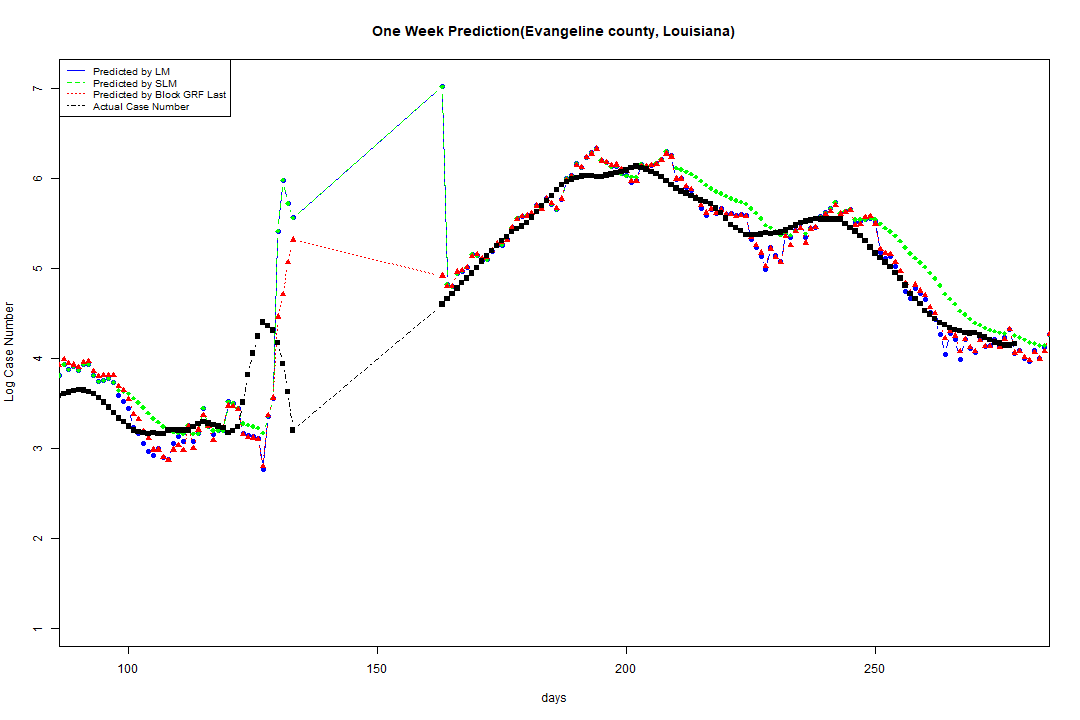 One Week Prediction(Evangeline county, Louisiana)
Predicted by LM
Predicted by SLM
Predicted by Block GRF Last
Actual Case Number
Log Case Number
7
6
5
4
3
2
1
100
150
200
250
days